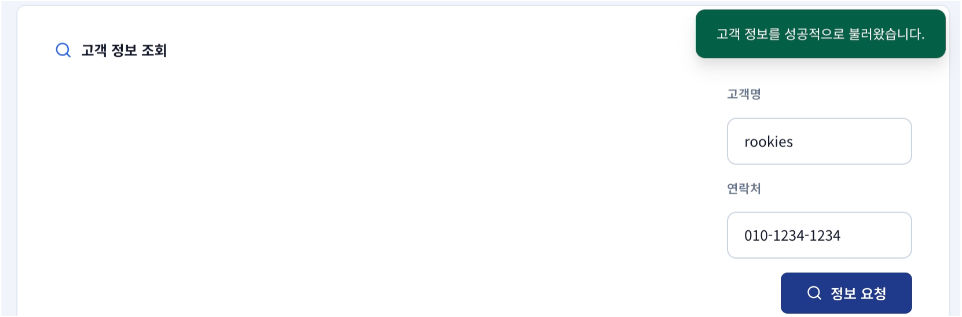 고객 정보 조회
고객 정보를 성공적으로 불러왔습니다.
고객명
rookies
연락처
010-1234-1234
정보 요청